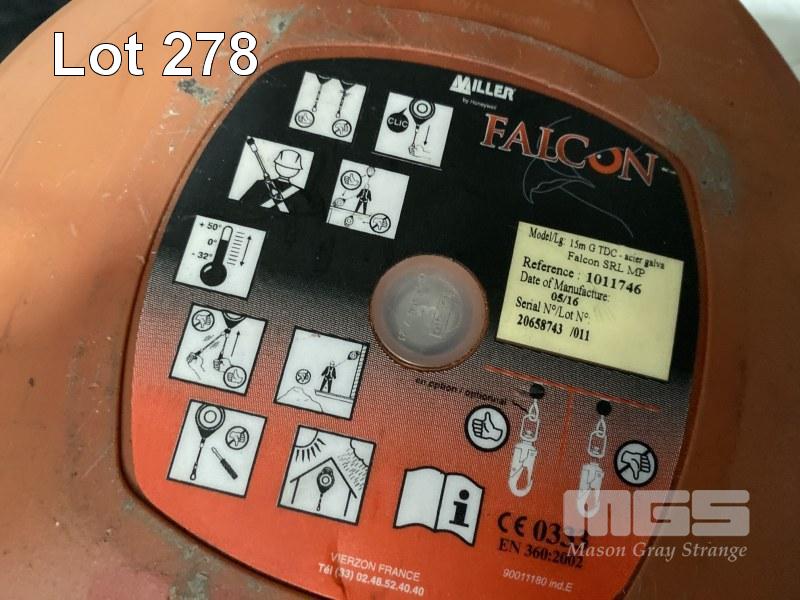 Lot 278
MILLER
by Honeywell
FALCON
CLIC
+ 50°
0°
- 32°
Model/Lg: 15m G TDC - acier galva
Falcon SRL MP
Reference : 1011746
Date of Manufacture:
05/16
Serial N°/Lot N°:
20658743 /011
en option / optionnal
i
CE 0333
EN 360:2002
VIERZON FRANCE
Tél (33) 02.48.52.40.40
90011180 ind.E
MGS
Mason Gray Strange